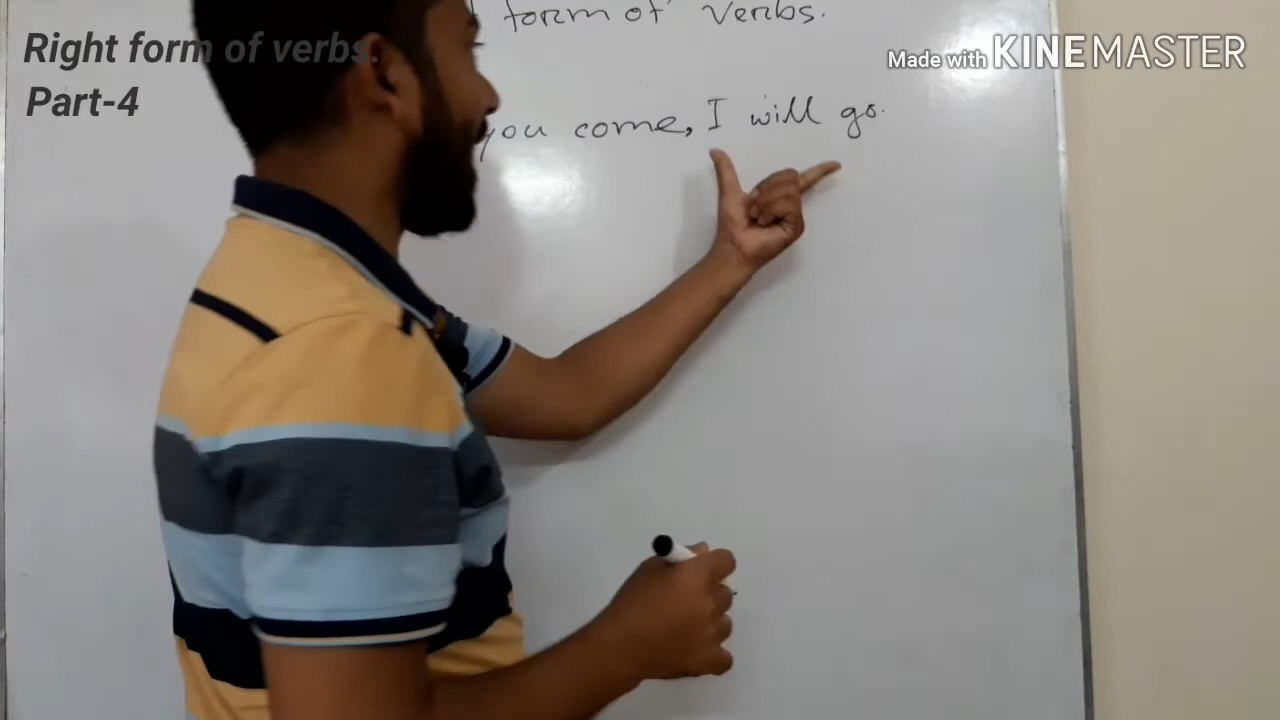 form of verbs.
Right form of verbs.
Made with KINEMASTER
Part-4
you come, I will go.